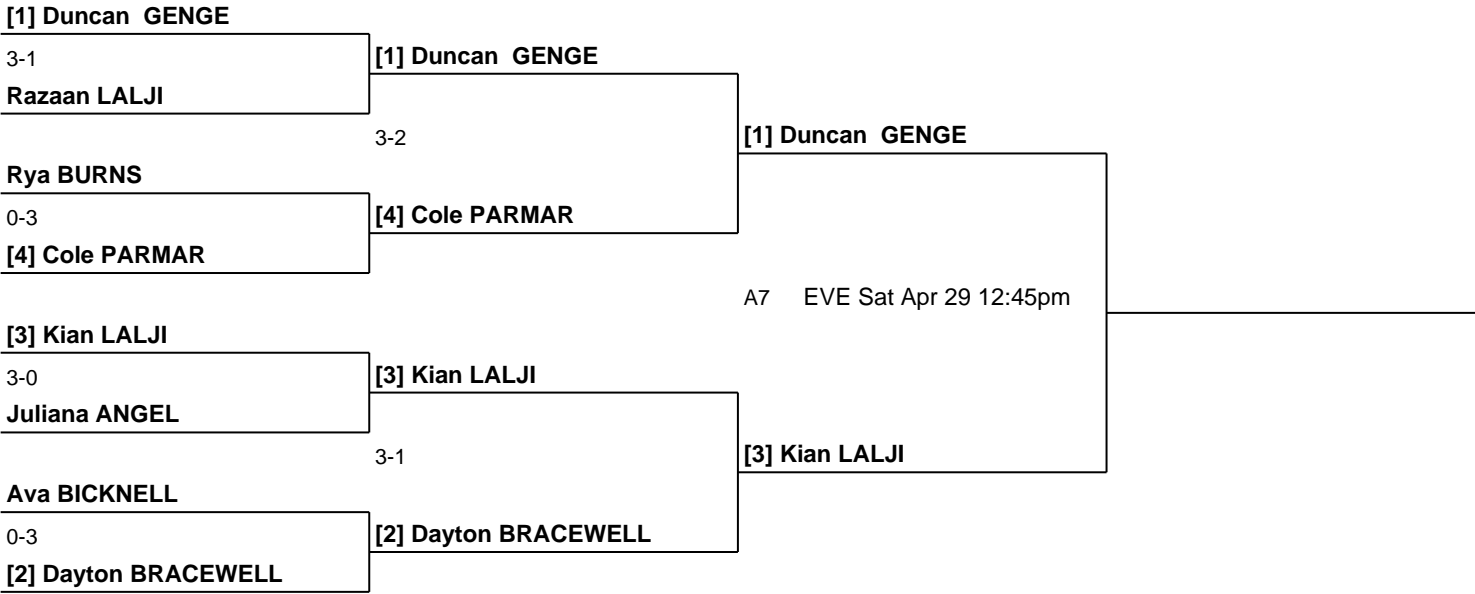 [1] Duncan  GENGE
3-1
[1] Duncan  GENGE
Razaan LALJI
3-2
[1] Duncan  GENGE
Rya BURNS
0-3
[4] Cole PARMAR
[4] Cole PARMAR
A7 EVE Sat Apr 29 12:45pm
[3] Kian LALJI
3-0
[3] Kian LALJI
Juliana ANGEL
3-1
[3] Kian LALJI
Ava BICKNELL
0-3
[2] Dayton BRACEWELL
[2] Dayton BRACEWELL